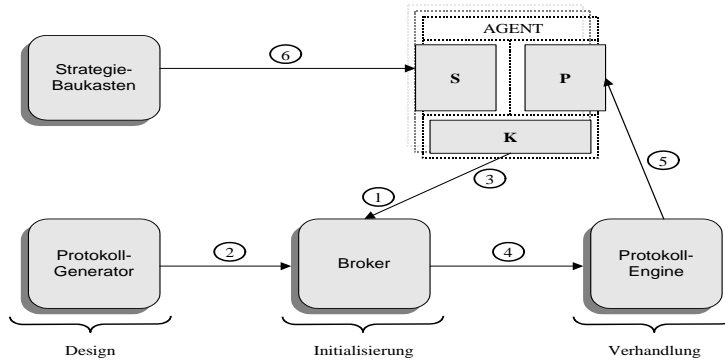 AGENT
6
Strategie-
Baukasten
S
P
K
5
3
1
Protokoll-
Generator
2
Broker
4
Protokoll-
Engine
Design
Initialisierung
Verhandlung